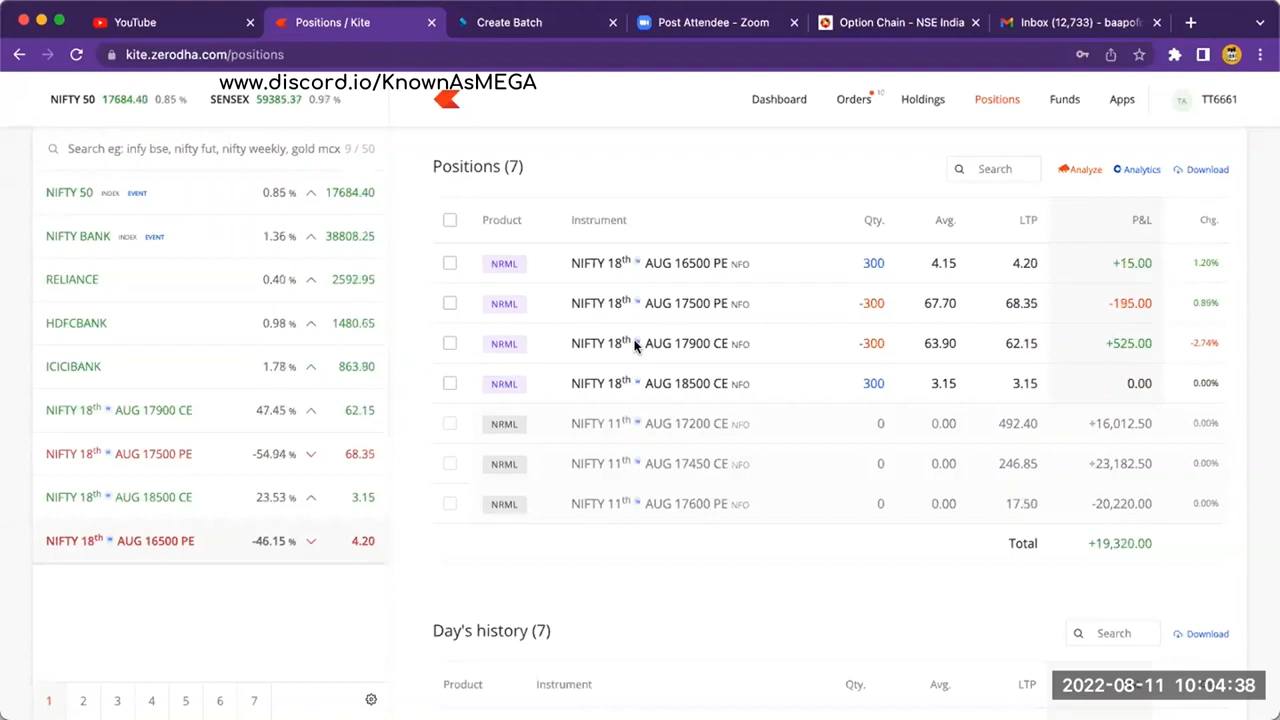 YouTube
Positions / Kite
Create Batch
Post Attendee - Zoom
Option Chain - NSE India
Inbox (12,733) - baapofc
kite.zerodha.com/positions
www.discord.io/KnownAsMEGA
NIFTY 50 17684.40 0.85 % SENSEX 59385.37 0.97 %
Dashboard Orders 10 Holdings Positions Funds Apps TA TT6661
Search eg: infy bse, nifty fut, nifty weekly, gold mcx 9 / 50
NIFTY 50 INDEX EVENT 0.85 % 17684.40
NIFTY BANK INDEX EVENT 1.36 % 38808.25
RELIANCE 0.40 % 2592.95
HDFCBANK 0.98 % 1480.65
ICICIBANK 1.78 % 863.90
NIFTY 18th w AUG 17900 CE 47.45 % 62.15
NIFTY 18th w AUG 17500 PE -54.94 % 68.35
NIFTY 18th w AUG 18500 CE 23.53 % 3.15
NIFTY 18th w AUG 16500 PE -46.15 % 4.20
1 2 3 4 5 6 7
Positions (7) Search Analyze Analytics Download
Product Instrument Qty. Avg. LTP P&L Chg.
NRML NIFTY 18th w AUG 16500 PE NFO 300 4.15 4.20 +15.00 1.20%
NRML NIFTY 18th w AUG 17500 PE NFO -300 67.70 68.35 -195.00 0.89%
NRML NIFTY 18th AUG 17900 CE NFO -300 63.90 62.15 +525.00 -2.74%
NRML NIFTY 18th w AUG 18500 CE NFO 300 3.15 3.15 0.00 0.00%
NRML NIFTY 11th w AUG 17200 CE NFO 0 0.00 492.40 +16,012.50 0.00%
NRML NIFTY 11th w AUG 17450 CE NFO 0 0.00 246.85 +23,182.50 0.00%
NRML NIFTY 11th w AUG 17600 PE NFO 0 0.00 17.50 -20,220.00 0.00%
Total +19,320.00
Day's history (7) Search Download
Product Instrument Qty. Avg. LTP
2022-08-11 10:04:38